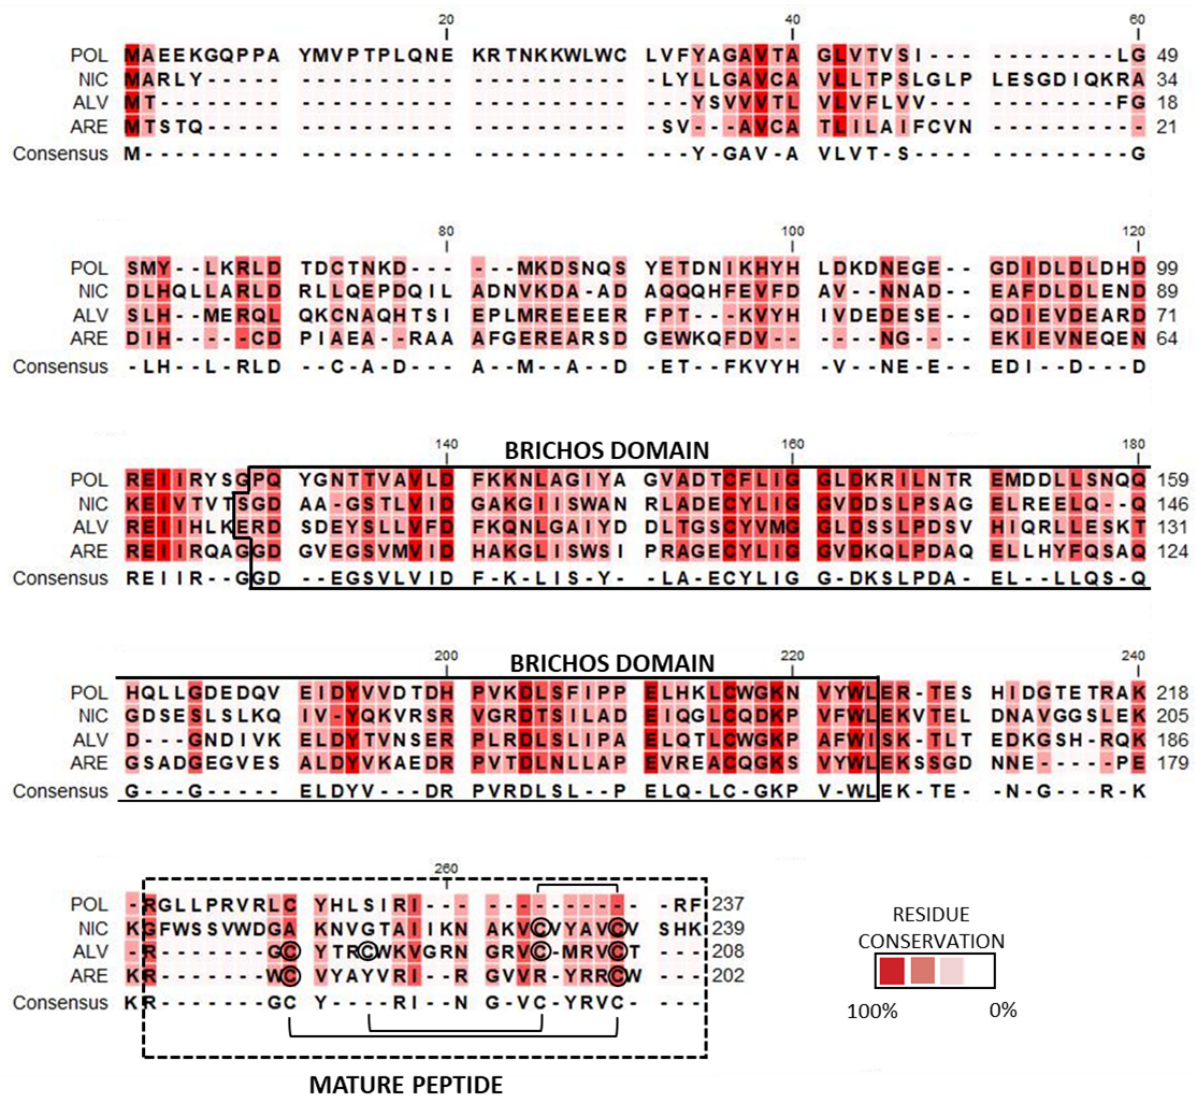 20 40 60
POL MAEEKGQPPA YMVPTPLQNE KRTNKKWLWC LVFYAGAVTA GLVTVSI--- --------LG 49
NIC MARLY----- ---------- ---------- -LYLLGAVCA VLLTPSLGLP LESGDIQKRA 34
ALV MT-------- ---------- ---------- ---YSVVVTL VLVFLVV--- --------FG 18
ARE MTSTQ----- ---------- ---------- -SV--AVCA TLILAIFCVN ---------- 21
Consensus M--------- ---------- ---------- ---Y-GAV-A VLVT-S---- ---------G
80 100 120
POL SMY--LKRLD TDCTNKD--- ---MKDSNQS YETDNIKHYH LDKDNEGE-- GDIDLDLDHD 99
NIC DLHQLLARLD RLLQEPDQIL ADNVKDA-AD AQQQHFEVFD AV--NNAD-- EAFDLDLEND 89
ALV SLH--MERQL QKCNAQHTSI EPLMREEEER FPT--KVYH IVDEDESE-- QDIEVDEARD 71
ARE DIH-----CD PIAEA--RAA AFGEREARSD GEWKQFDV-- ----NG---- EKIEVNEQEN 64
Consensus -LH--L-RLD --C-A-D--- A--M--A--D -ET--FKVYH -V--NE-E-- EDI--D---D
BRICHOS DOMAIN
140 160 180
POL REIIRYSGPQ YGNTTVAVLD FKKNLAGIYA GVADTCFLIG GLDKRILNTR EMDDLLSNQQ 159
NIC KEIVTVTSGD AA-GSTLVID GAKGIISWAN RLADEACYLIG GVDDSLPSAG ELREELQ--Q 146
ALV REIIHLKERD SDEYSLLVFD FKQNLGAIYD DLTGSCYVMG GLDSSLPDSV HIQRLLESKT 131
ARE REIIRQAGGD GVEGSVMVID HAKGLISWSI PRAGECYLIG GVDKQLPDAQ ELLHYFQSAQ 124
Consensus REIIR--GGD --EGSVLVID F-K-LIS-Y- -LA-ECYLIG G-DKSLPDA- EL--LLQS-Q
BRICHOS DOMAIN
200 220 240
POL HQLLGDEDQV EIDYVVDTDH PVKDLSFIPP ELHKLCWGKN VYWLER-TES HIDGTETRAK 218
NIC GDSESLSLKQ IV-YQKVRSR VGRDTSILAD EIQGLCQDKP VFWLEKVTEL DNAVGGSLEK 205
ALV D---GNDIVK ELDYTVNSER PLRDLSLIPA ELQTLCWGKP AFWISK-TLT EDKGSH-RQK 186
ARE GSADGEGVES ALDYVKAEDR PVTDLNLLAP EVREACQGKS VYWLEKSSGD NNE-----PE 179
Consensus G---G----- ELDYV---DR PVRDLSL--P ELQ-LC-GKP V-WLEK-TE- -N-G---R-K
260
POL -RGLLPRVRLC YHLSIRI--- ---------- --RF 237
NIC KGFWSSVWDGA KNVGTAIIKN AKVCVYAVCV SHK 239
ALV -R-------GC YTRCWKVGRN GRVC-MRVCT --- 208
ARE KR-------WC VYAYVRI--R GVVRYRRCW --- 202
Consensus KR-------GC Y---RI--N G-VC-YRVC- ---
MATURE PEPTIDE
RESIDUE
CONSERVATION
100% 0%